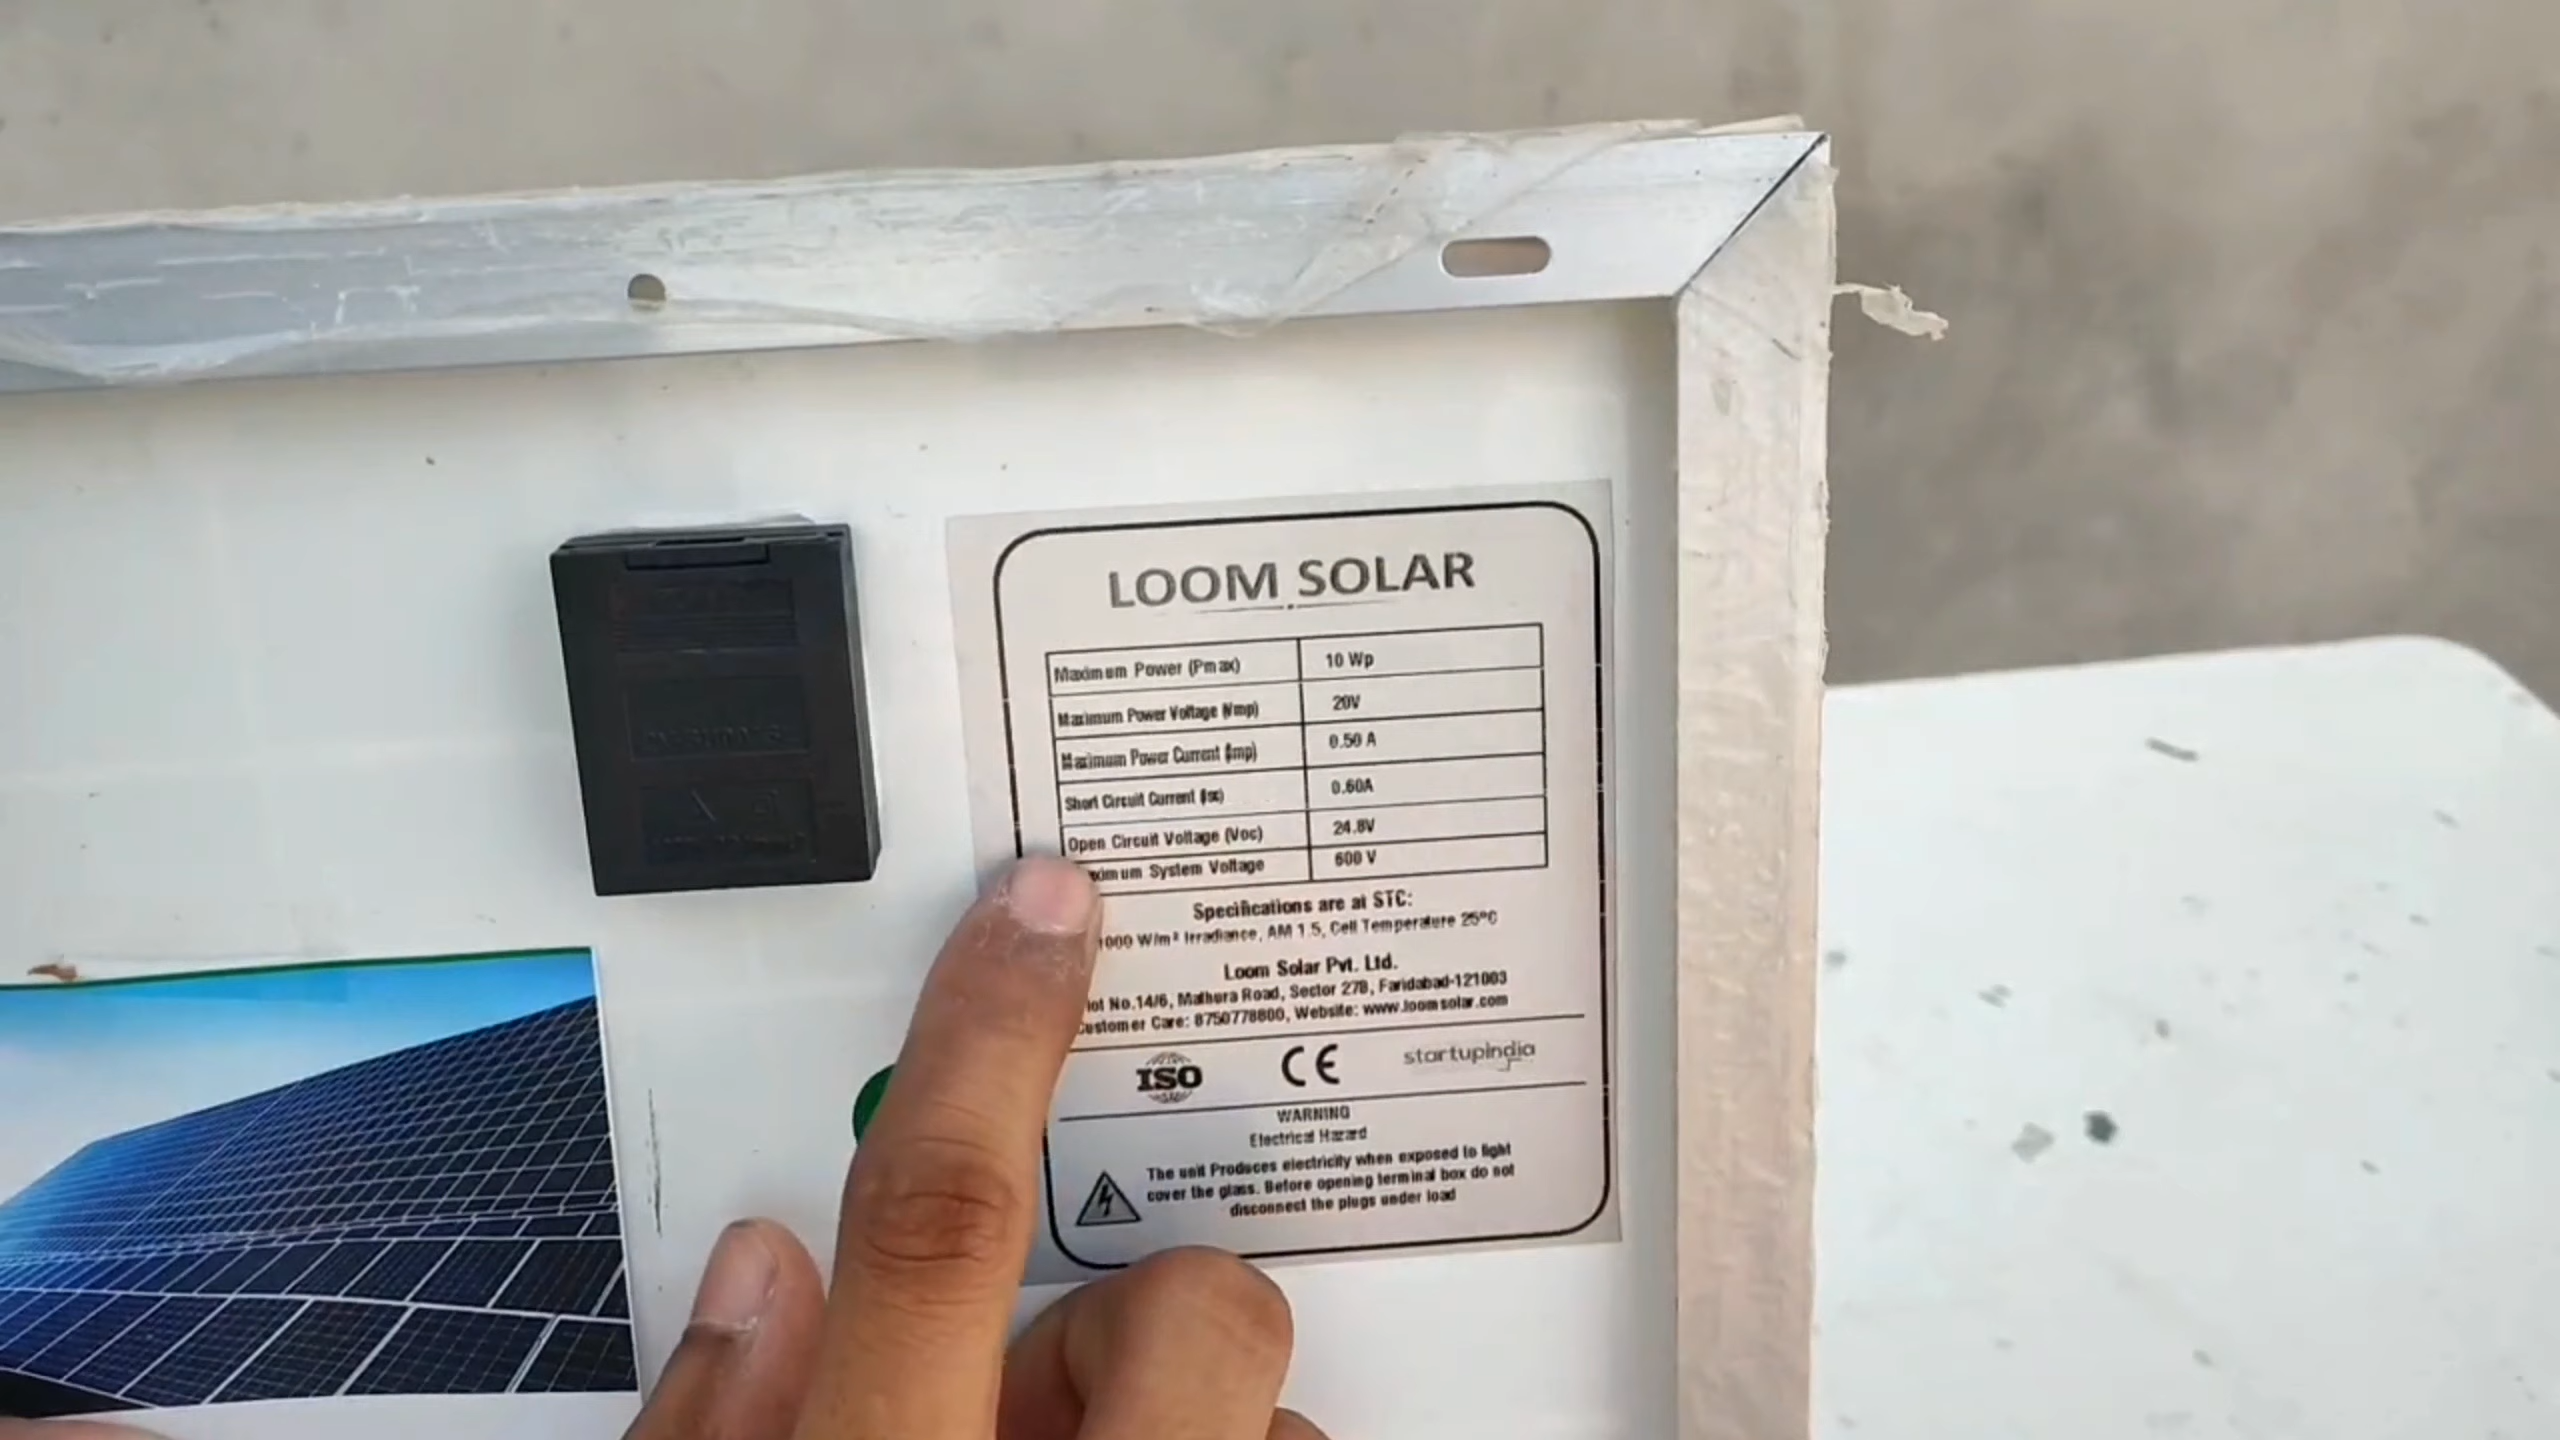 LOOM SOLAR
Maximum Power (Pmax) 10 Wp
Maximum Power Voltage (Vmp) 20V
Maximum Power Current (Imp) 0.50 A
Short Circuit Current (Isc) 0.60A
Open Circuit Voltage (Voc) 24.8V
System Voltage 600 V
Specifications are at STC:
1000 W/m² Irradiance, AM 1.5, Cell Temperature 25°C
Loom Solar Pvt. Ltd.
No.14/6, Mathura Road, Sector 27B, Faridabad-121003
Care: 8750778800, Website: www.loomsolar.com
ISO CE startupindia
WARNING
Electrical Hazard
The unit Produces electricity when exposed to light
cover the glass. Before opening terminal box do not
disconnect the plugs under load